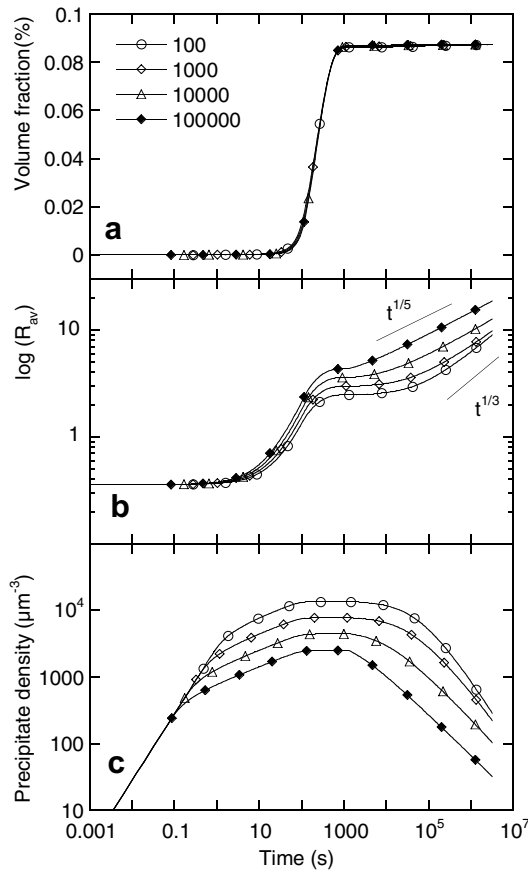 0.1
0.08
0.06
0.04
0.02
0
Volume fraction(%)
100
1000
10000
100000
a
10
1
log (R_av)
t^1/5
t^1/3
b
10^4
1000
100
10
Precipitate density (µm^-3)
c
0.001 0.1 10 1000 10^5 10^7
Time (s)